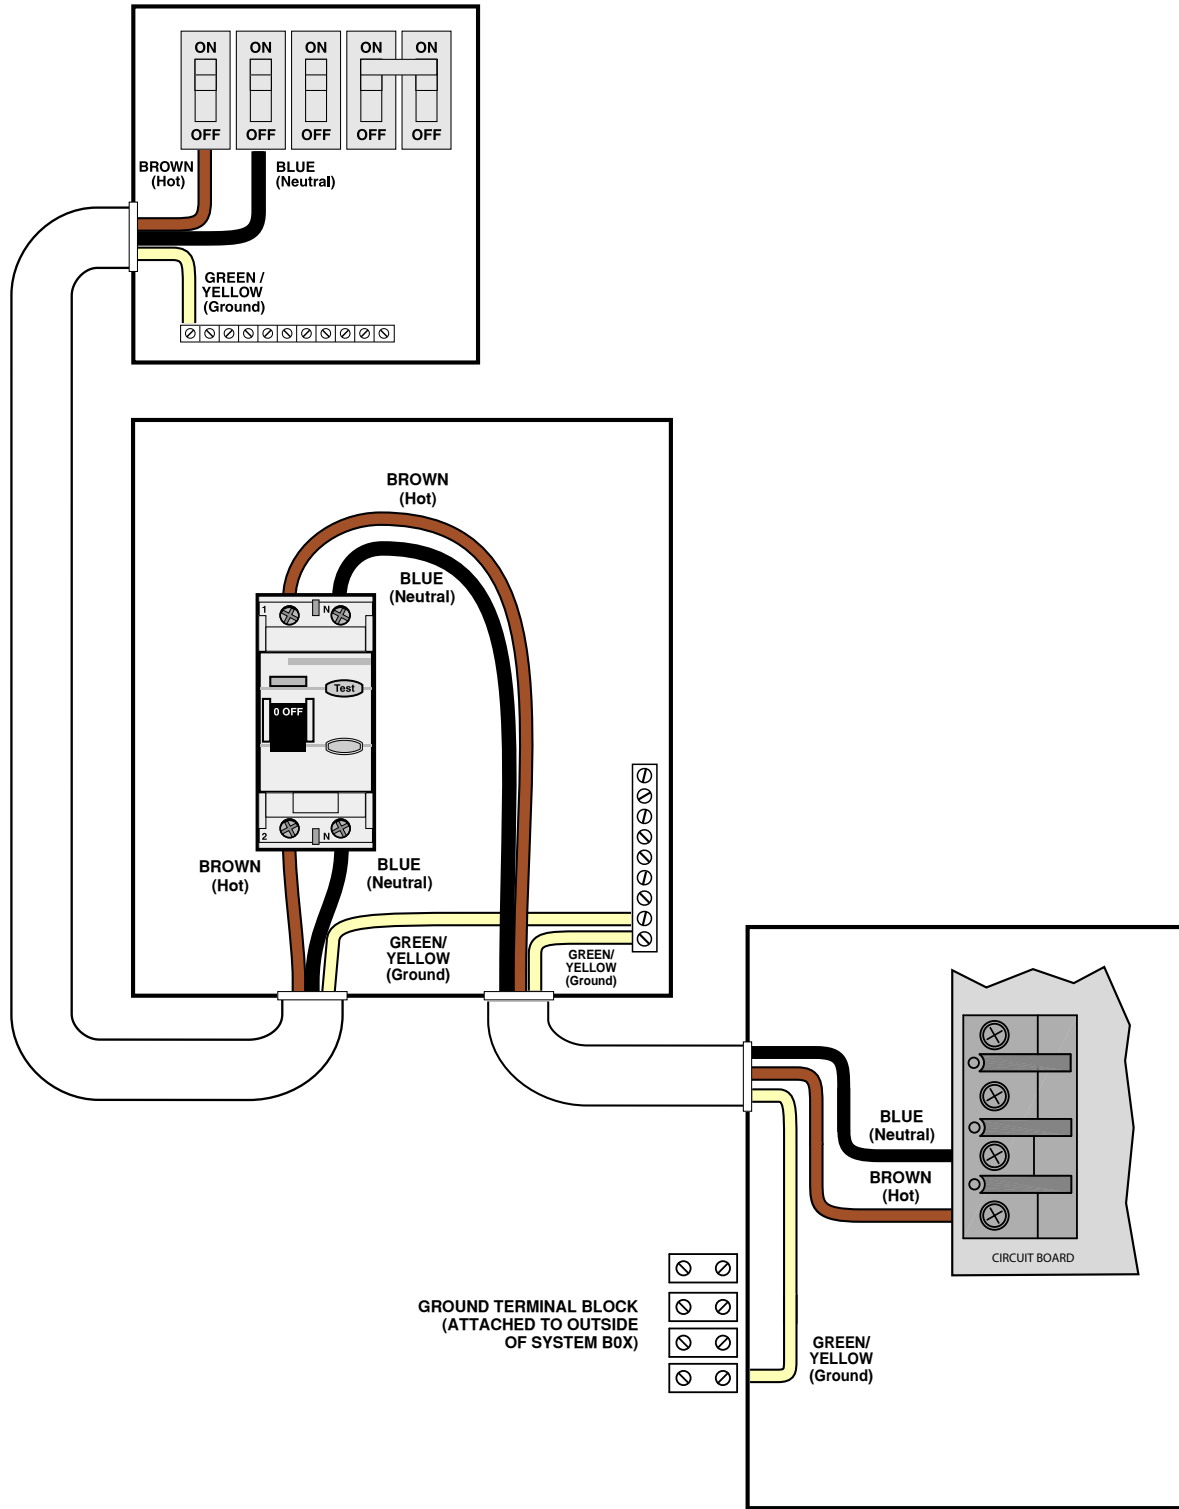 ON ON ON ON ON
OFF OFF OFF OFF OFF
BROWN
(Hot)
BLUE
(Neutral)
GREEN /
YELLOW
(Ground)
BROWN
(Hot)
BLUE
(Neutral)
1 N
Test
0 OFF
2 N
BROWN
(Hot)
BLUE
(Neutral)
GREEN/
YELLOW
(Ground)
GREEN/
YELLOW
(Ground)
BLUE
(Neutral)
BROWN
(Hot)
CIRCUIT BOARD
GROUND TERMINAL BLOCK
(ATTACHED TO OUTSIDE
OF SYSTEM B0X)
GREEN/
YELLOW
(Ground)